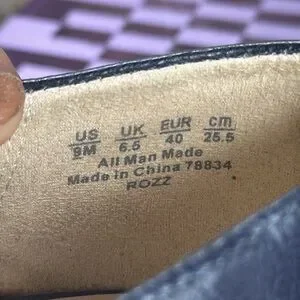 US UK EUR cm
9M 6.5 40 25.5
All Man Made
Made in China 78834
ROZZ